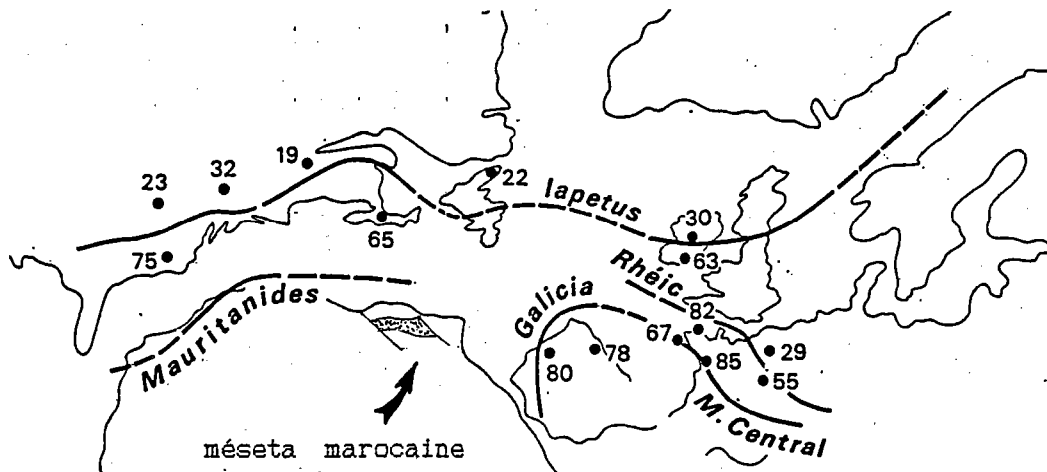 19
32
23
22
Iapetus
30
65
63
75
Rhéic
Mauritanides
Galicia
82
67
29
78
85
80
55
M. Central
méseta marocaine